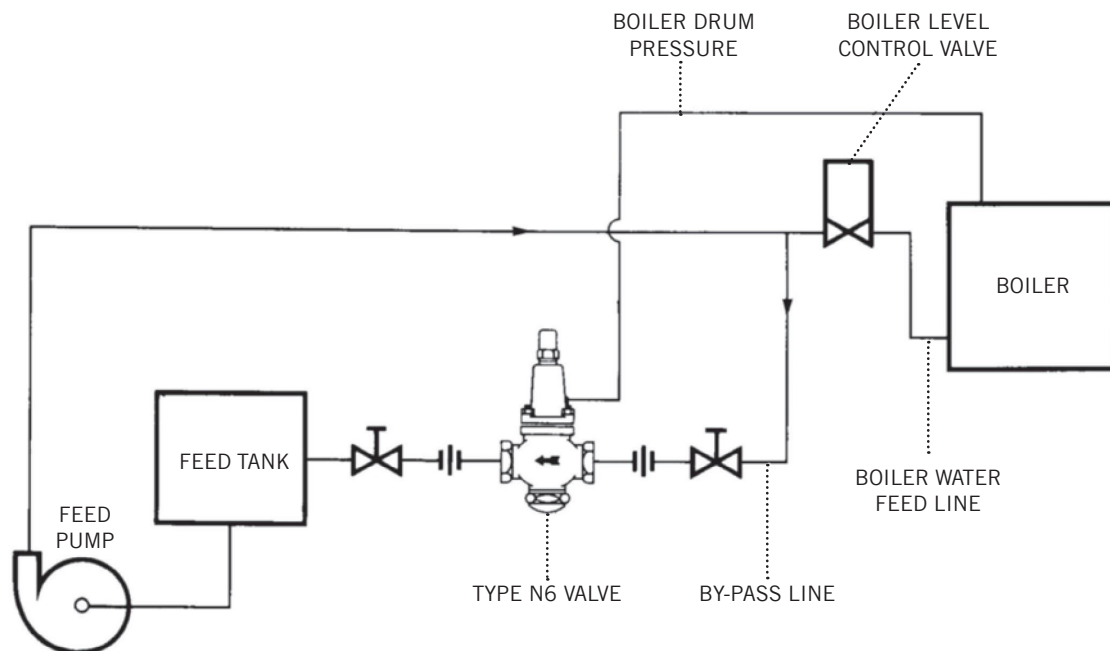 BOILER DRUM
PRESSURE
BOILER LEVEL
CONTROL VALVE
BOILER
FEED TANK
FEED
PUMP
BOILER WATER
FEED LINE
TYPE N6 VALVE
BY-PASS LINE